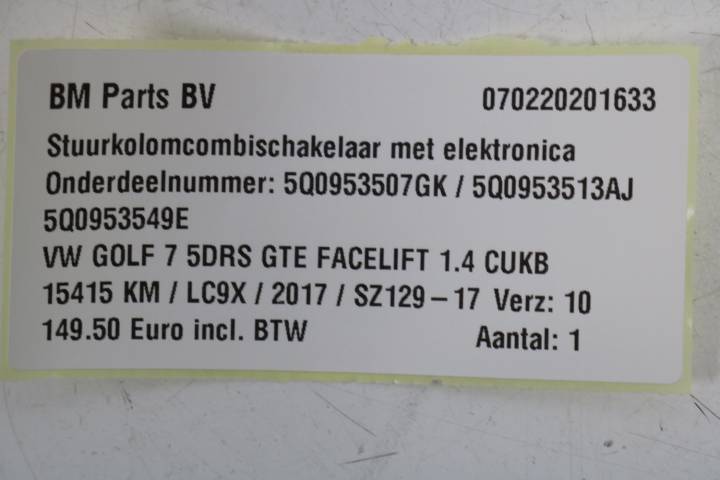 BM Parts BV 070220201633
Stuurkolomcombischakelaar met elektronica
Onderdeelnummer: 5Q0953507GK / 5Q0953513AJ
5Q0953549E
VW GOLF 7 5DRS GTE FACELIFT 1.4 CUKB
15415 KM / LC9X / 2017 / SZ129-17 Verz: 10
149.50 Euro incl. BTW Aantal: 1